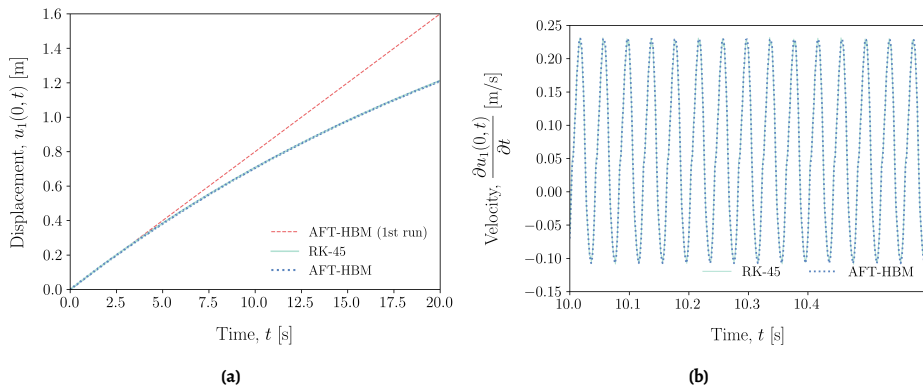 1.6
1.4
1.2
1.0
0.8
0.6
0.4
0.2
0.0
Displacement, u₁(0, t) [m]
AFT-HBM (1st run)
RK-45
AFT-HBM
0.0 2.5 5.0 7.5 10.0 12.5 15.0 17.5 20.0
Time, t [s]
(a)
0.25
0.20
0.15
0.10
0.05
0.00
−0.05
−0.10
−0.15
Velocity, ∂u₁(0, t)/∂t [m/s]
RK-45 AFT-HBM
10.0 10.1 10.2 10.3 10.4
Time, t [s]
(b)